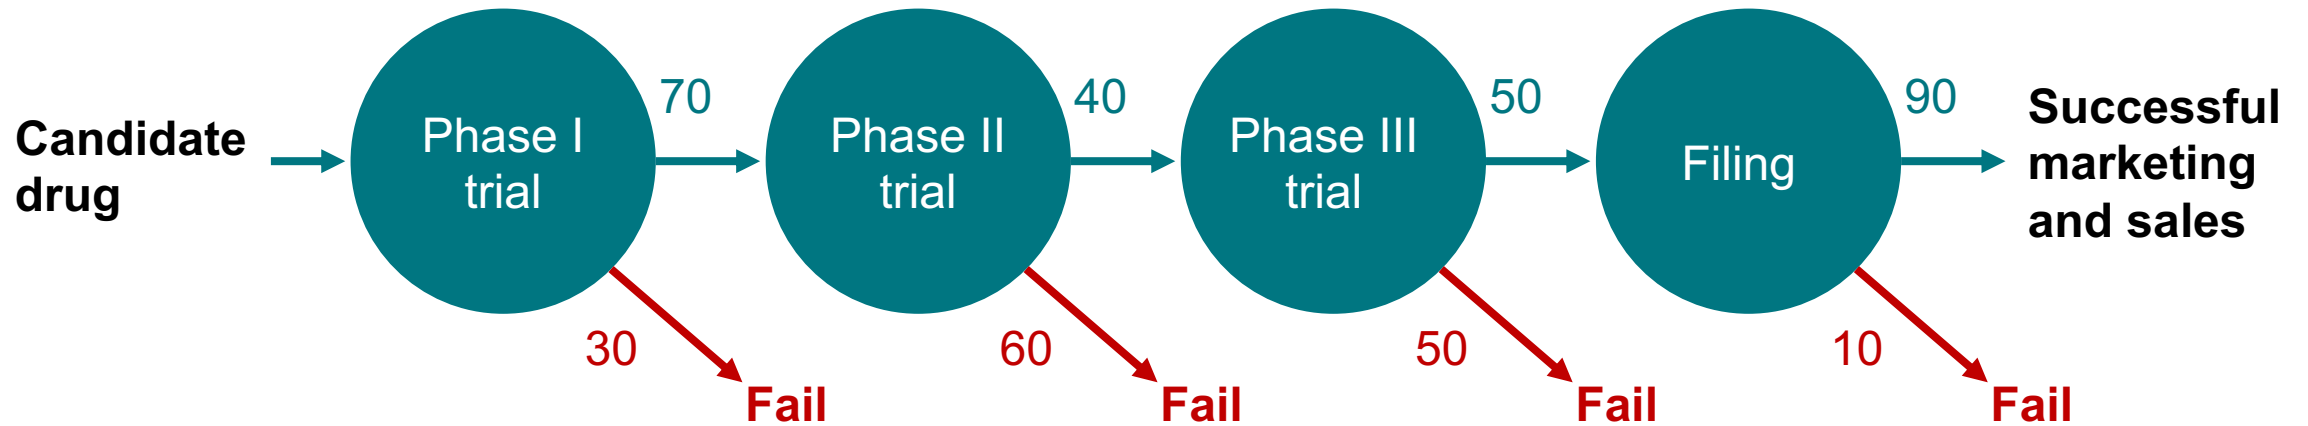 Candidate
drug
Phase I
trial
70
30
Fail
Phase II
trial
40
60
Fail
Phase III
trial
50
50
Fail
Filing
90
10
Fail
Successful
marketing
and sales